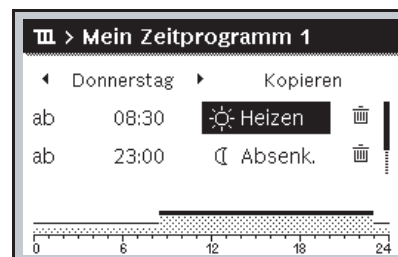 > Mein Zeitprogramm 1
Donnerstag Kopieren
ab 08:30 Heizen
ab 23:00 Absenk.
0 6 12 18 24